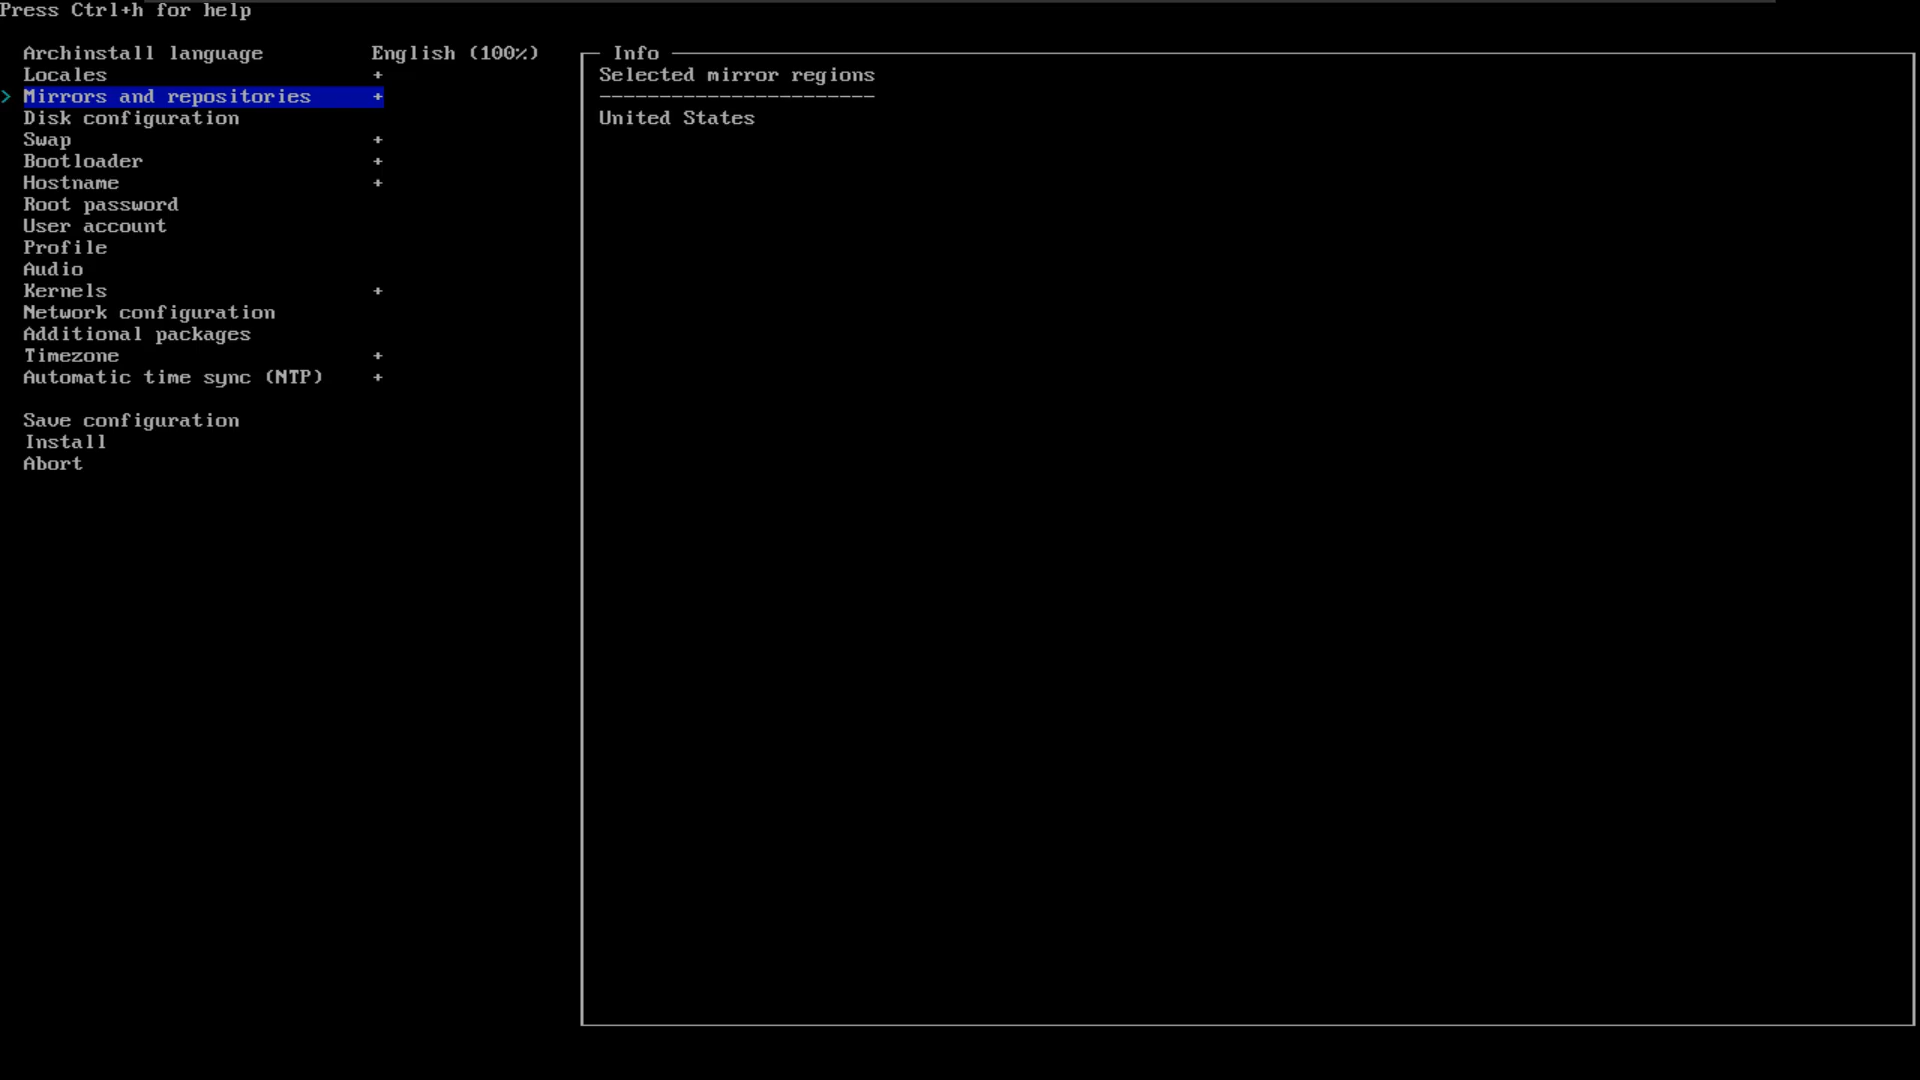 Press Ctrl+h for help
Archinstall language English (100%)
Locales +
> Mirrors and repositories +
Disk configuration
Swap +
Bootloader +
Hostname +
Root password
User account
Profile
Audio
Kernels +
Network configuration
Additional packages
Timezone +
Automatic time sync (NTP) +
Save configuration
Install
Abort
Info
Selected mirror regions
-----------------------
United States